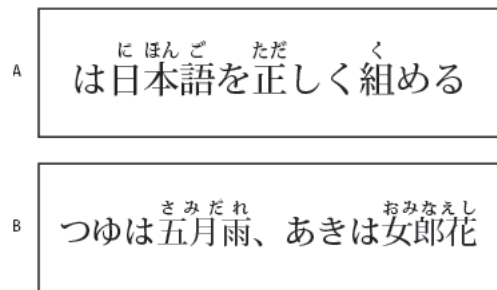 A
に ほん ご ただ く
は日本語を正しく組める
B
さみだれ おみなえし
つゆは五月雨、あきは女郎花